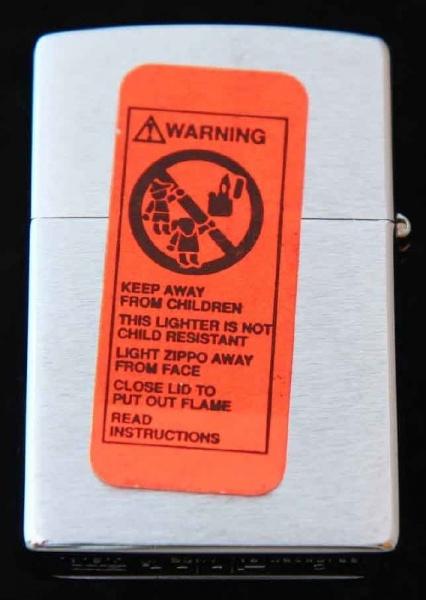 WARNING
KEEP AWAY
FROM CHILDREN
THIS LIGHTER IS NOT
CHILD RESISTANT
LIGHT ZIPPO AWAY
FROM FACE
CLOSE LID TO
PUT OUT FLAME
READ
INSTRUCTIONS